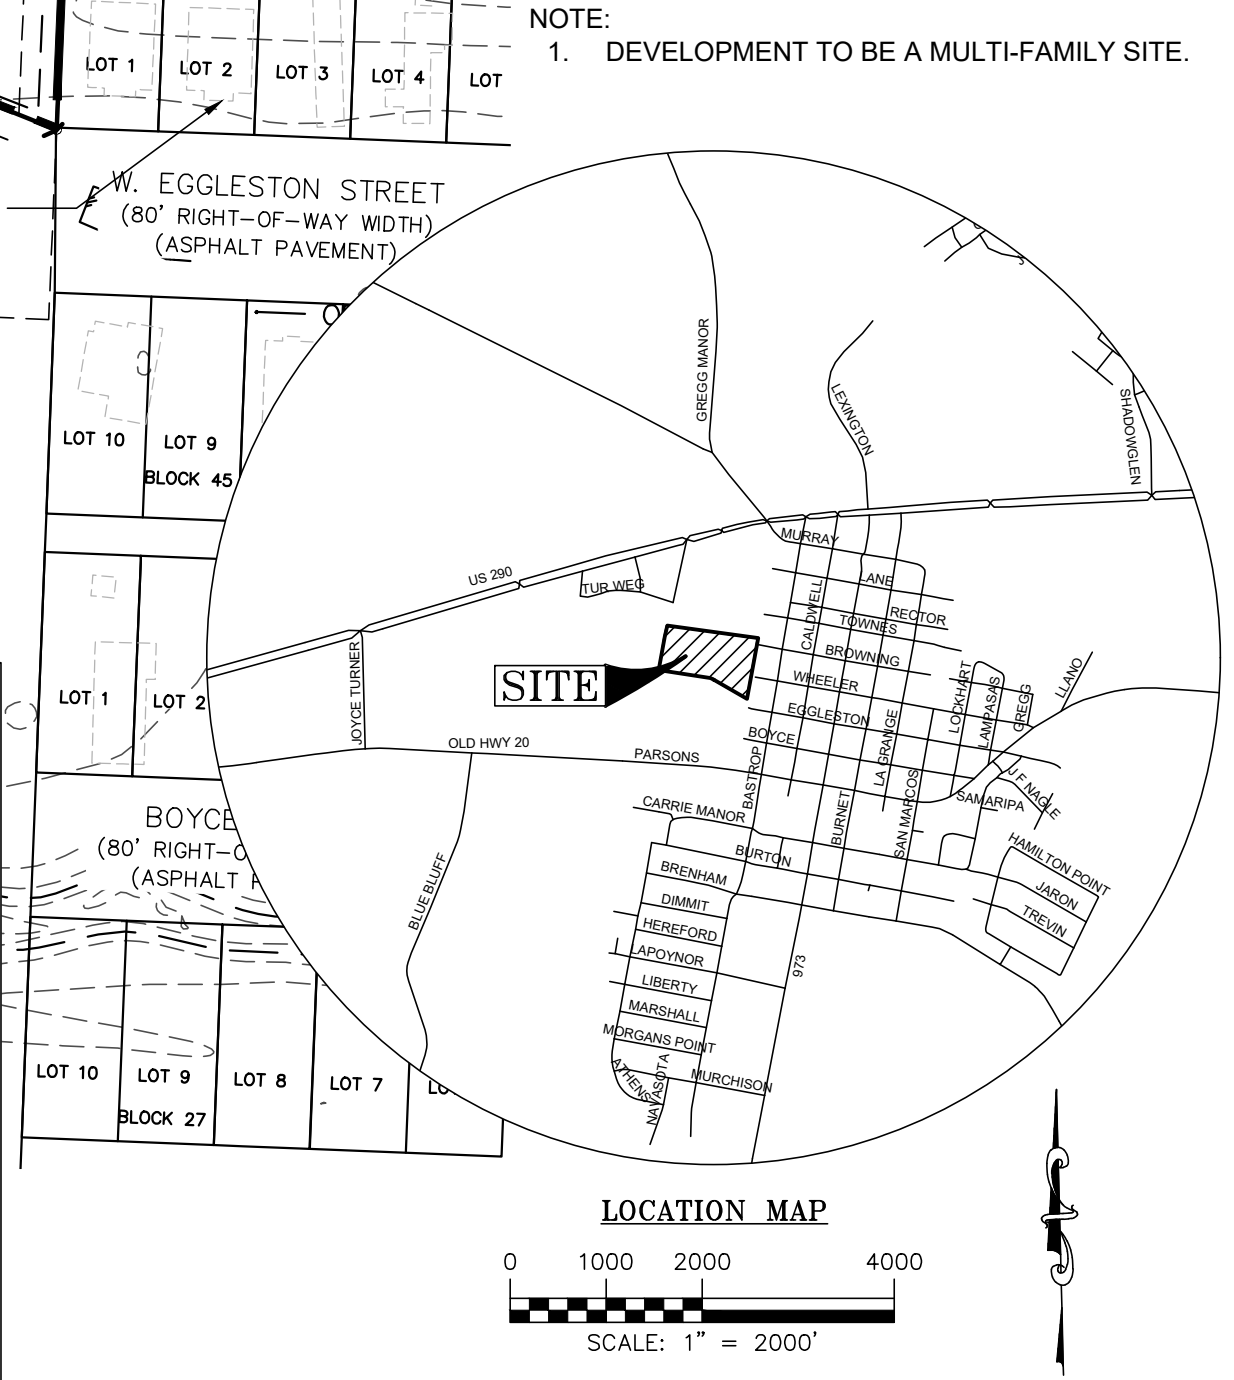 NOTE:
1. DEVELOPMENT TO BE A MULTI-FAMILY SITE.
LOT 1
LOT 2
LOT 3
LOT 4
LOT
W. EGGLESTON STREET
(80' RIGHT-OF-WAY WIDTH)
(ASPHALT PAVEMENT)
LOT 10
LOT 9
BLOCK 45
LOT 1
LOT 2
BOYCE
(80' RIGHT-O
(ASPHALT
LOT 10
LOT 9
LOT 8
LOT 7
BLOCK 27
GREGG MANOR
LEXINGTON
SHADOWGLEN
US 290
TUR WEG
MURRAY
LANE
RECTOR
TOWNES
CALDWELL
BROWNING
WHEELER
EGGLESTON
BOYCE
SITE
JOYCE TURNER
OLD HWY 20
PARSONS
BASTROP
LA GRANGE
LOCKHART
LAMPASAS
GREGG
LLANO
J F NAGLE
SAMARIPA
SAN MARCOS
BURNET
CARRIE MANOR
BURTON
HAMILTON POINT
JARON
TREVIN
BLUE BLUFF
BRENHAM
DIMMIT
HEREFORD
LAPOYNOR
LIBERTY
MARSHALL
MORGANS POINT
ATHENS
NAVASOTA
MURCHISON
973
LOCATION MAP
0 1000 2000 4000
SCALE: 1" = 2000'